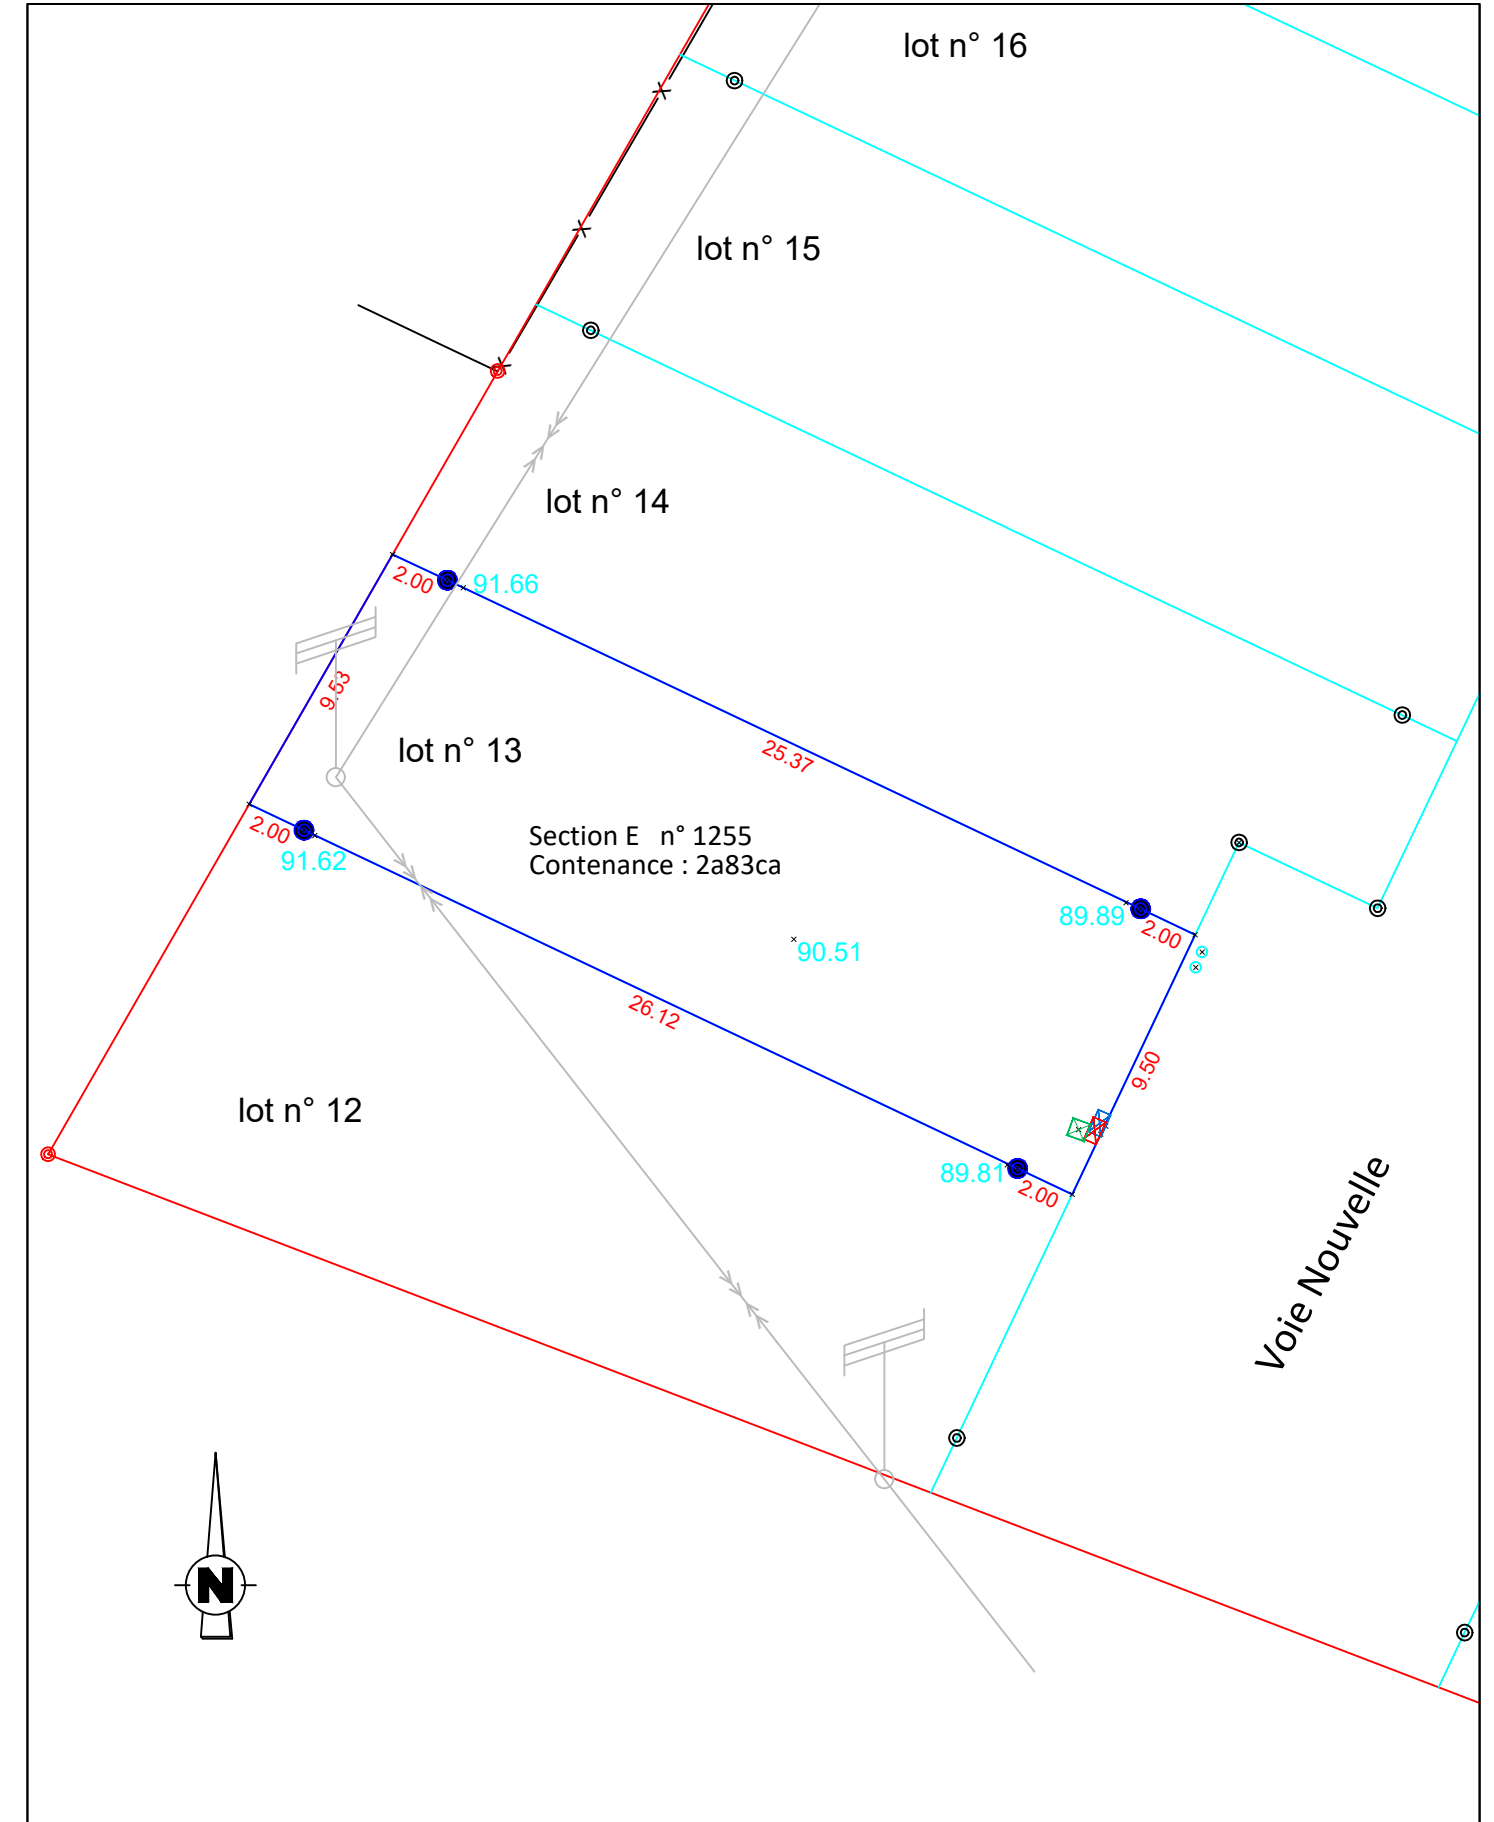 lot n° 16
lot n° 15
lot n° 14
2.00
91.66
9.53
lot n° 13
25.37
2.00
91.62
Section E n° 1255
Contenance : 2a83ca
89.89
2.00
90.51
26.12
9.50
lot n° 12
89.81
2.00
Voie Nouvelle
N